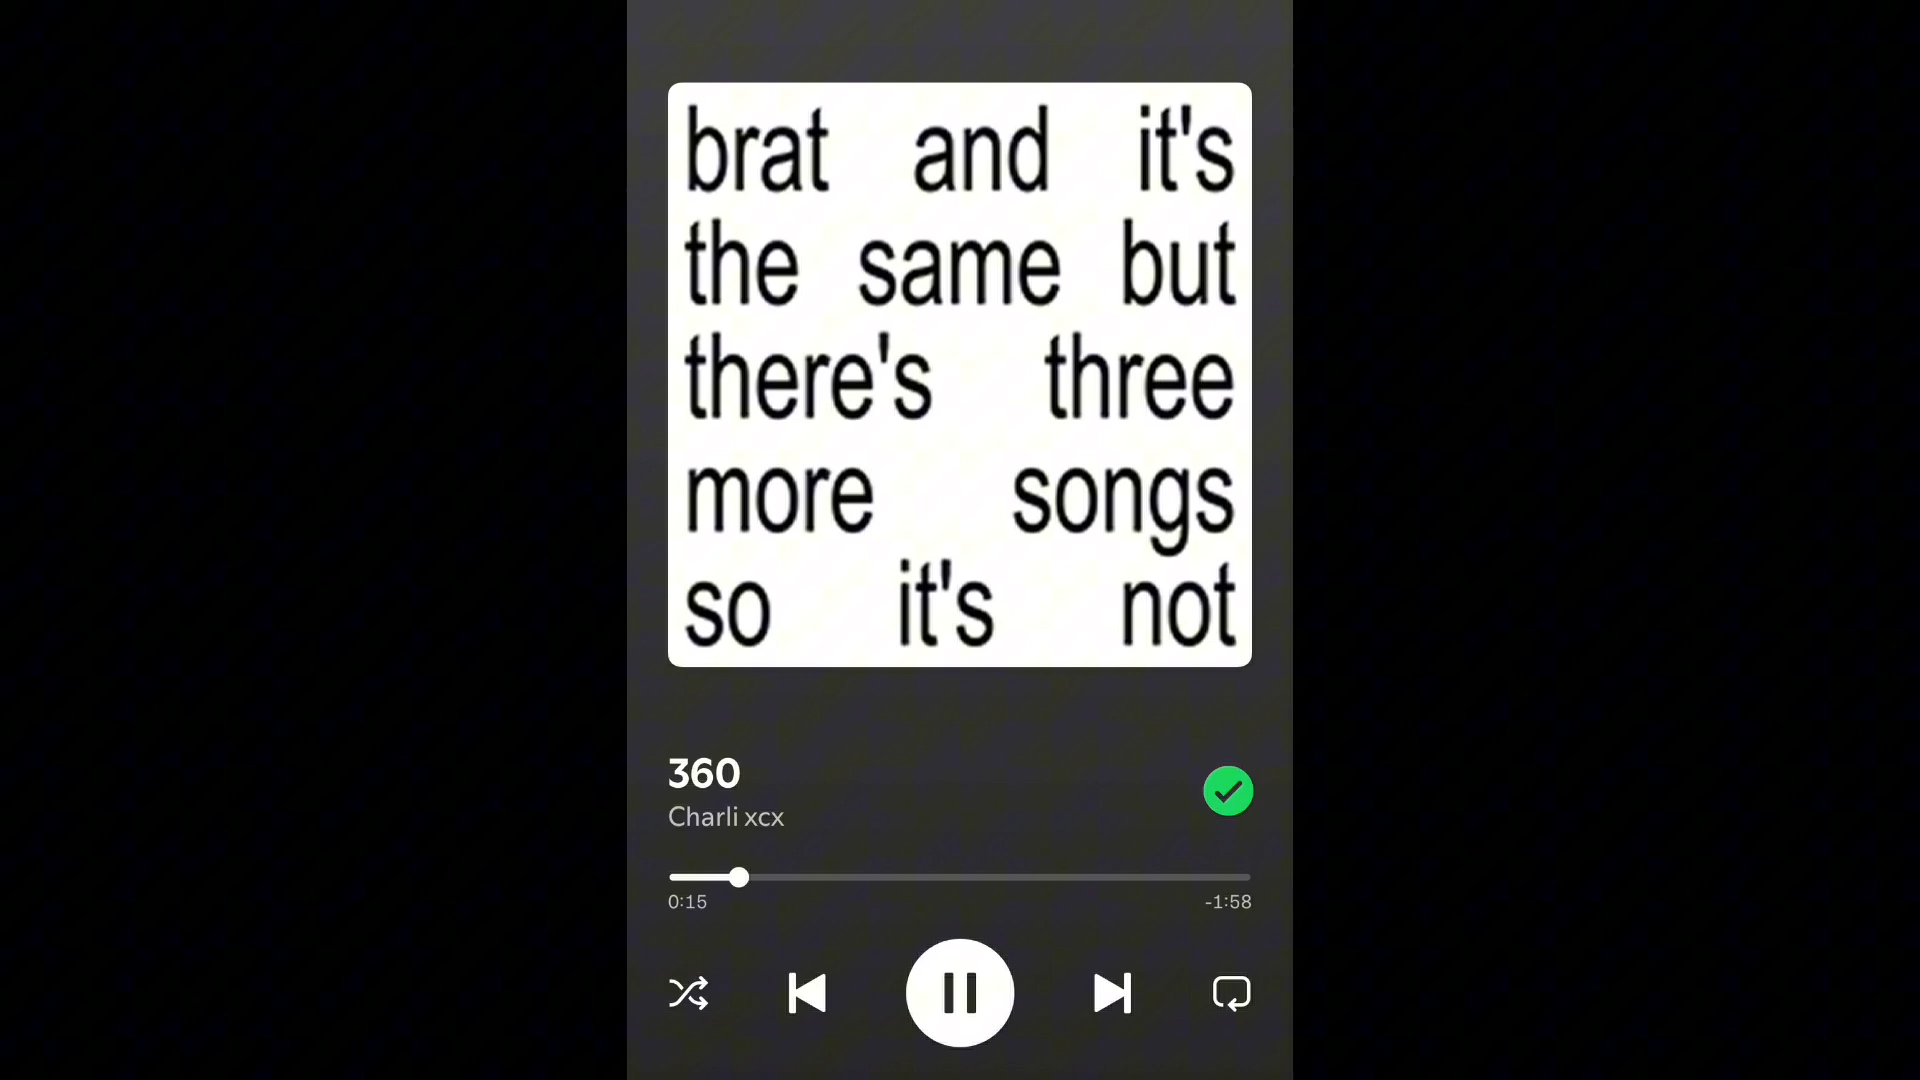 brat and it's
the same but
there's three
more songs
so it's not
360
Charli xcx
0:15
-1:58